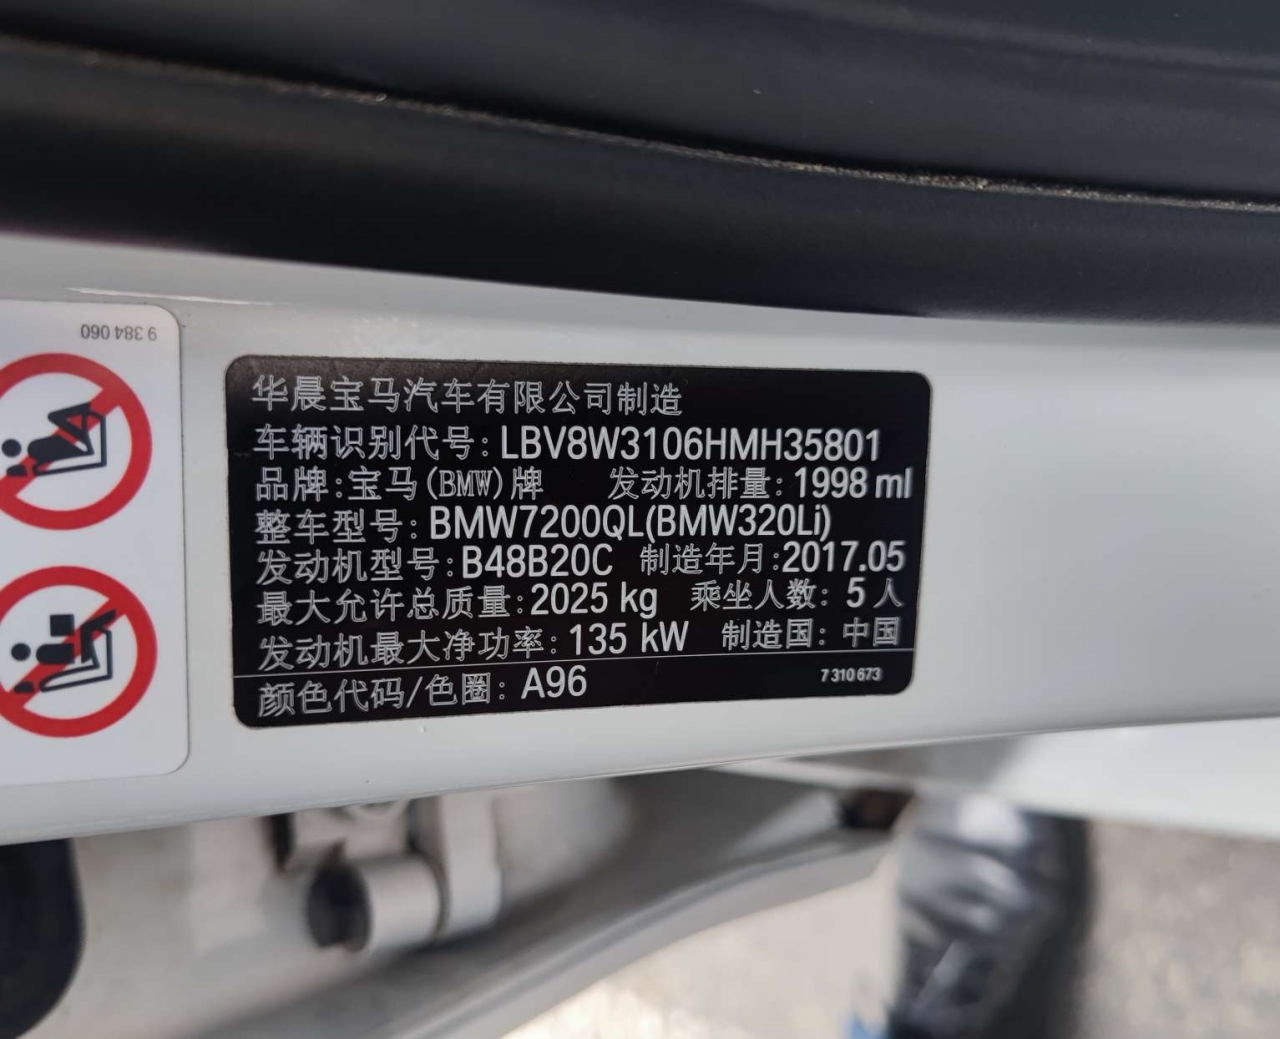 9 384 060
华晨宝马汽车有限公司制造
车辆识别代号: LBV8W3106HMH35801
品牌:宝马(BMW)牌 发动机排量: 1998 ml
整车型号: BMW7200QL(BMW320Li)
发动机型号: B48B20C 制造年月:2017.05
最大允许总质量:2025 kg 乘坐人数: 5 人
发动机最大净功率: 135 kW 制造国: 中国
颜色代码/色圈: A96 7 310 673